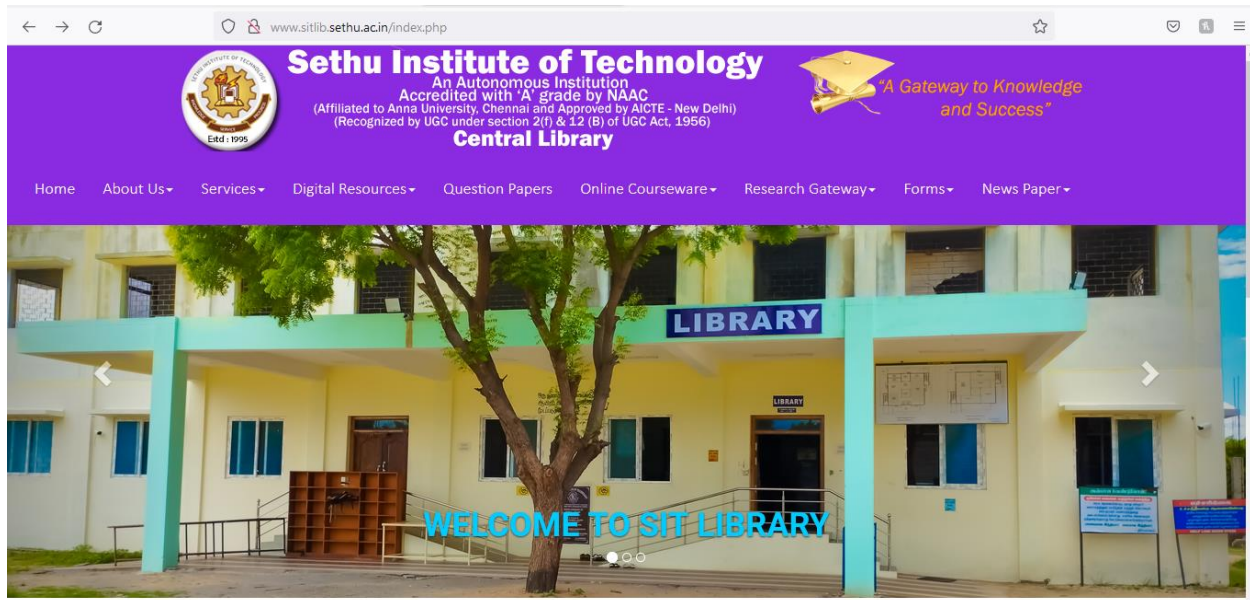 www.sitlib.sethu.ac.in/index.php
Sethu Institute of Technology
An Autonomous Institution
Accredited with 'A' grade by NAAC
(Affiliated to Anna University, Chennai and Approved by AICTE - New Delhi)
(Recognized by UGC under section 2(f) & 12 (B) of UGC Act, 1956)
Central Library
Estd : 1995
"A Gateway to Knowledge
and Success"
Home About Us Services Digital Resources Question Papers Online Courseware Research Gateway Forms News Paper
LIBRARY
LIBRARY
WELCOME TO SIT LIBRARY